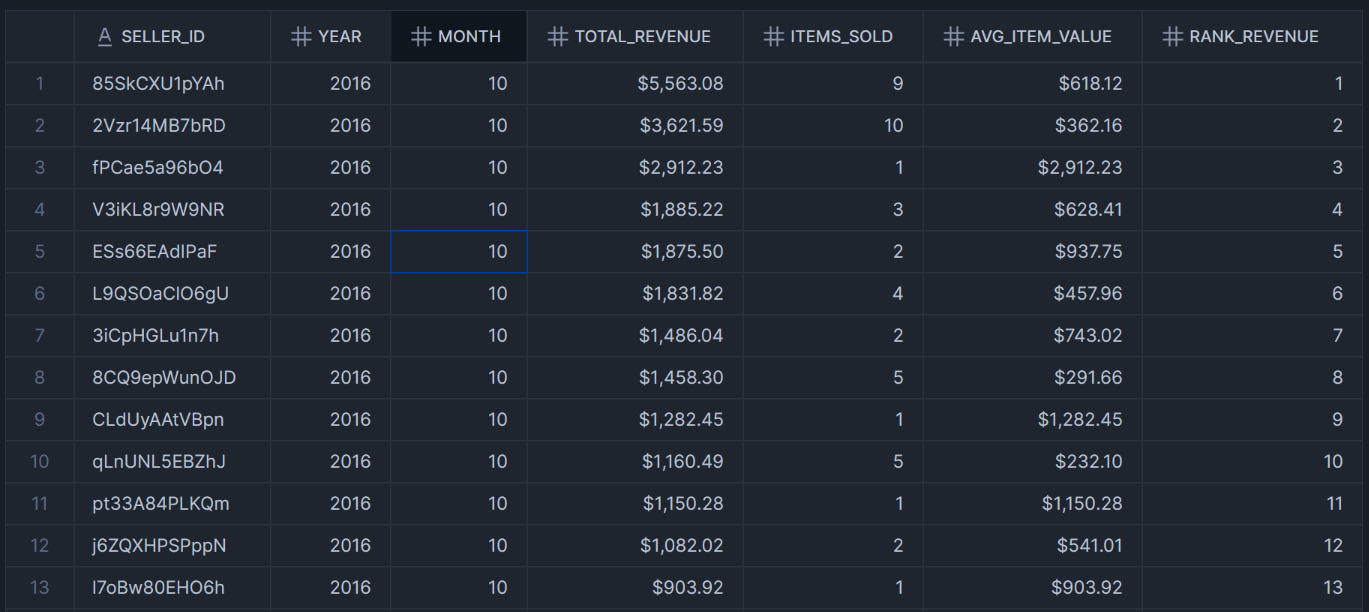 A SELLER_ID # YEAR # MONTH # TOTAL_REVENUE # ITEMS_SOLD # AVG_ITEM_VALUE # RANK_REVENUE
1 85SkCXU1pYAh 2016 10 $5,563.08 9 $618.12 1
2 2Vzr14MB7bRD 2016 10 $3,621.59 10 $362.16 2
3 fPCae5a96bO4 2016 10 $2,912.23 1 $2,912.23 3
4 V3iKL8r9W9NR 2016 10 $1,885.22 3 $628.41 4
5 ESs66EAdIPaF 2016 10 $1,875.50 2 $937.75 5
6 L9QSOaClO6gU 2016 10 $1,831.82 4 $457.96 6
7 3iCpHGLu1n7h 2016 10 $1,486.04 2 $743.02 7
8 8CQ9epWunOJD 2016 10 $1,458.30 5 $291.66 8
9 CLdUyAAtVBpn 2016 10 $1,282.45 1 $1,282.45 9
10 qLnUNL5EBZhJ 2016 10 $1,160.49 5 $232.10 10
11 pt33A84PLKQm 2016 10 $1,150.28 1 $1,150.28 11
12 j6ZQXHPSPppN 2016 10 $1,082.02 2 $541.01 12
13 l7oBw80EHO6h 2016 10 $903.92 1 $903.92 13